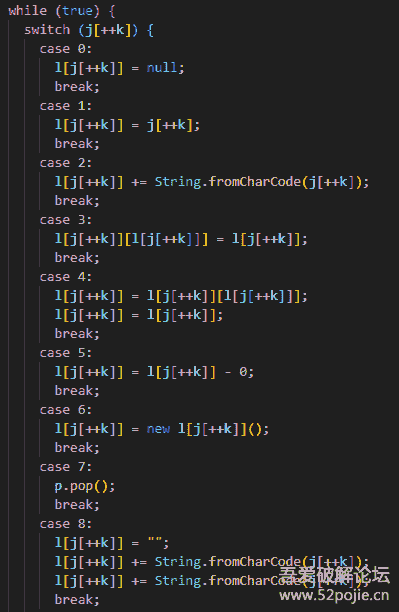 while (true) {
switch (j[++k]) {
case 0:
l[j[++k]] = null;
break;
case 1:
l[j[++k]] = j[++k];
break;
case 2:
l[j[++k]] += String.fromCharCode(j[++k]);
break;
case 3:
l[j[++k]][l[j[++k]]] = l[j[++k]];
break;
case 4:
l[j[++k]] = l[j[++k]][l[j[++k]]];
l[j[++k]] = l[j[++k]];
break;
case 5:
l[j[++k]] = l[j[++k]] - 0;
break;
case 6:
l[j[++k]] = new l[j[++k]]();
break;
case 7:
p.pop();
break;
case 8:
l[j[++k]] = "";
l[j[++k]] += String.fromCharCode(j[++k]);
l[j[++k]] += String.fromCharCode(j[++k]);
break;
吾爱破解论坛
www.52pojie.cn